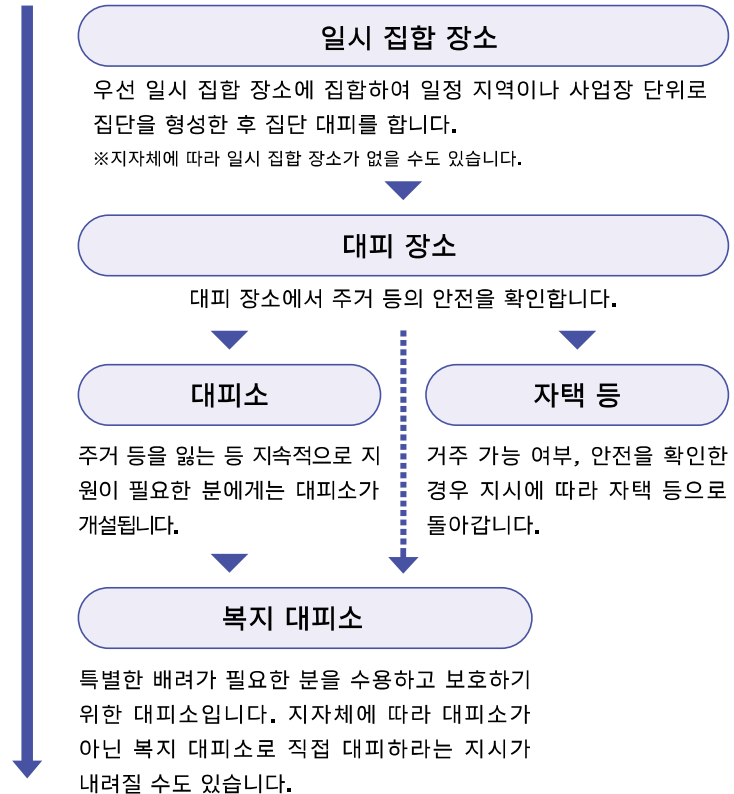 일시 집합 장소
우선 일시 집합 장소에 집합하여 일정 지역이나 사업장 단위로
집단을 형성한 후 집단 대피를 합니다.
※지자체에 따라 일시 집합 장소가 없을 수도 있습니다.
대피 장소
대피 장소에서 주거 등의 안전을 확인합니다.
대피소
주거 등을 잃는 등 지속적으로 지
원이 필요한 분에게는 대피소가
개설됩니다.
자택 등
거주 가능 여부, 안전을 확인한
경우 지시에 따라 자택 등으로
돌아갑니다.
복지 대피소
특별한 배려가 필요한 분을 수용하고 보호하기
위한 대피소입니다. 지자체에 따라 대피소가
아닌 복지 대피소로 직접 대피하라는 지시가
내려질 수도 있습니다.